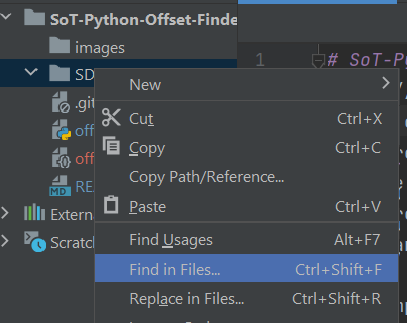 SoT-Python-Offset-Finde
images
SD
1
# SoT-P
New
.git
Cut
Ctrl+X
off
Copy
Ctrl+C
off
Copy Path/Reference...
RE
Paste
Ctrl+V
Extern
Find Usages
Alt+F7
Scratch
Find in Files...
Ctrl+Shift+F
Replace in Files...
Ctrl+Shift+R